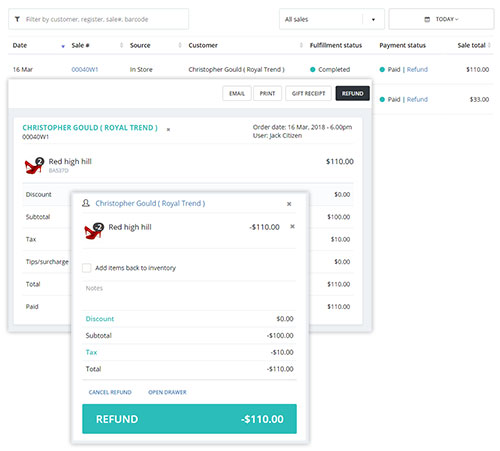 Filter by customer, register, sale#, barcode
All sales
TODAY
Date Sale # Source Customer Fulfillment status Payment status Sale total
16 Mar 00040W1 In Store Christopher Gould ( Royal Trend ) Completed Paid | Refund $110.00
Paid | Refund $33.00
EMAIL PRINT GIFT RECEIPT REFUND
CHRISTOPHER GOULD ( ROYAL TREND ) ×
00040W1
Order date: 16 Mar, 2018 - 6.00pm
User: Jack Citizen
2 Red high hill $110.00
BA537D
Discount $0.00
Subtotal $100.00
Tax $10.00
Tips/surcharge $0.00
Total $110.00
Paid $110.00
Christopher Gould ( Royal Trend ) ×
-2 Red high hill -$110.00 ×
Add items back to inventory
Notes
Discount $0.00
Subtotal -$100.00
Tax -$10.00
Total -$110.00
CANCEL REFUND OPEN DRAWER
REFUND -$110.00